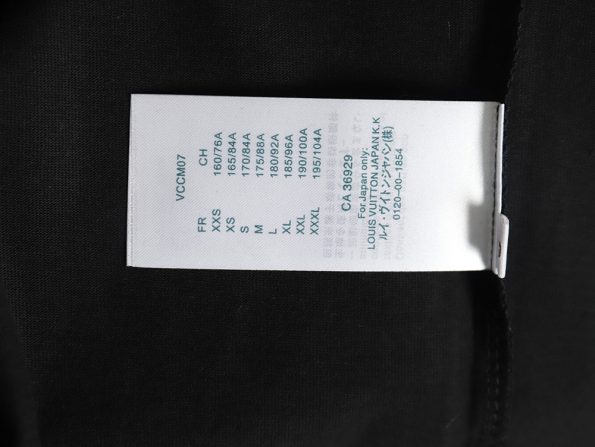 VCCM07
FR CH
XXS 160/76A
XS 165/84A
S 170/84A
M 175/88A
L 180/92A
XL 185/96A
XXL 190/100A
XXXL 195/104A
CA 36929
For Japan only:
LOUIS VUITTON JAPAN K.K
ルイ・ヴィトンジャパン(株)
0120-00-1854